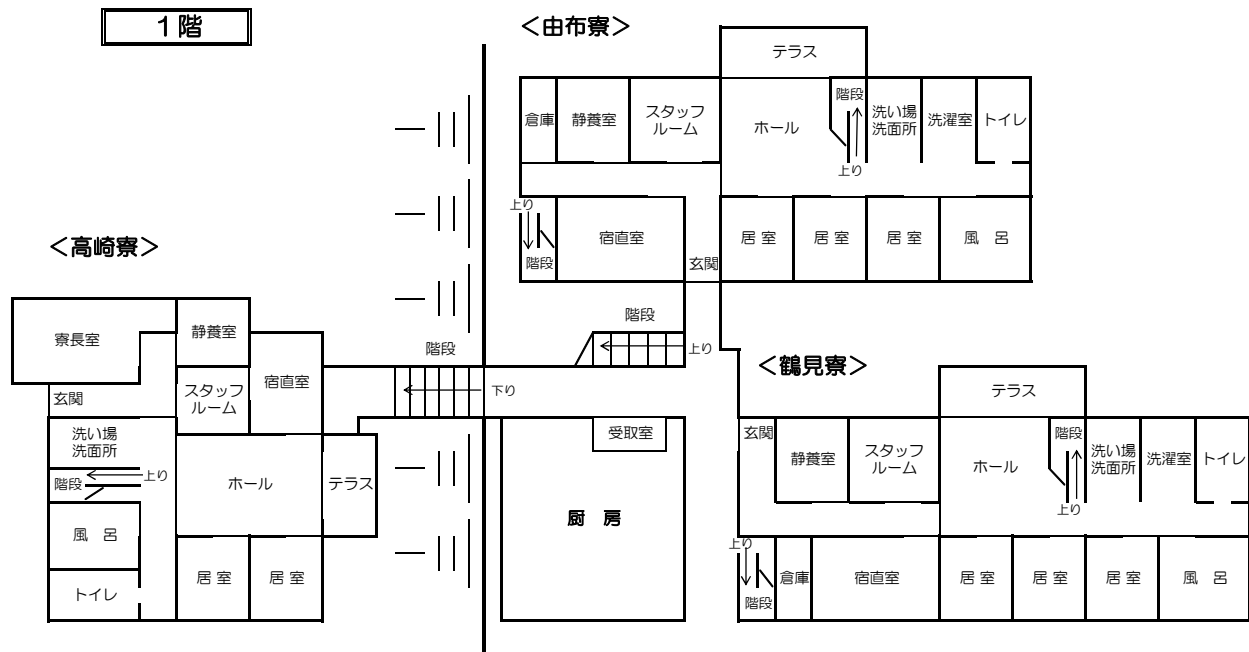 1階
＜由布寮＞
テラス
倉庫
静養室
スタッフ
ルーム
ホール
階段
上り
洗い場
洗面所
洗濯室
トイレ
上り
階段
宿直室
玄関
居 室
居 室
居 室
風 呂
階段
上り
＜高崎寮＞
寮長室
静養室
宿直室
スタッフ
ルーム
玄関
洗い場
洗面所
上り
階段
ホール
テラス
風 呂
トイレ
居 室
居 室
階段
下り
受取室
厨 房
＜鶴見寮＞
テラス
玄関
静養室
スタッフ
ルーム
ホール
階段
上り
洗い場
洗面所
洗濯室
トイレ
上り
階段
倉庫
宿直室
居 室
居 室
居 室
風 呂